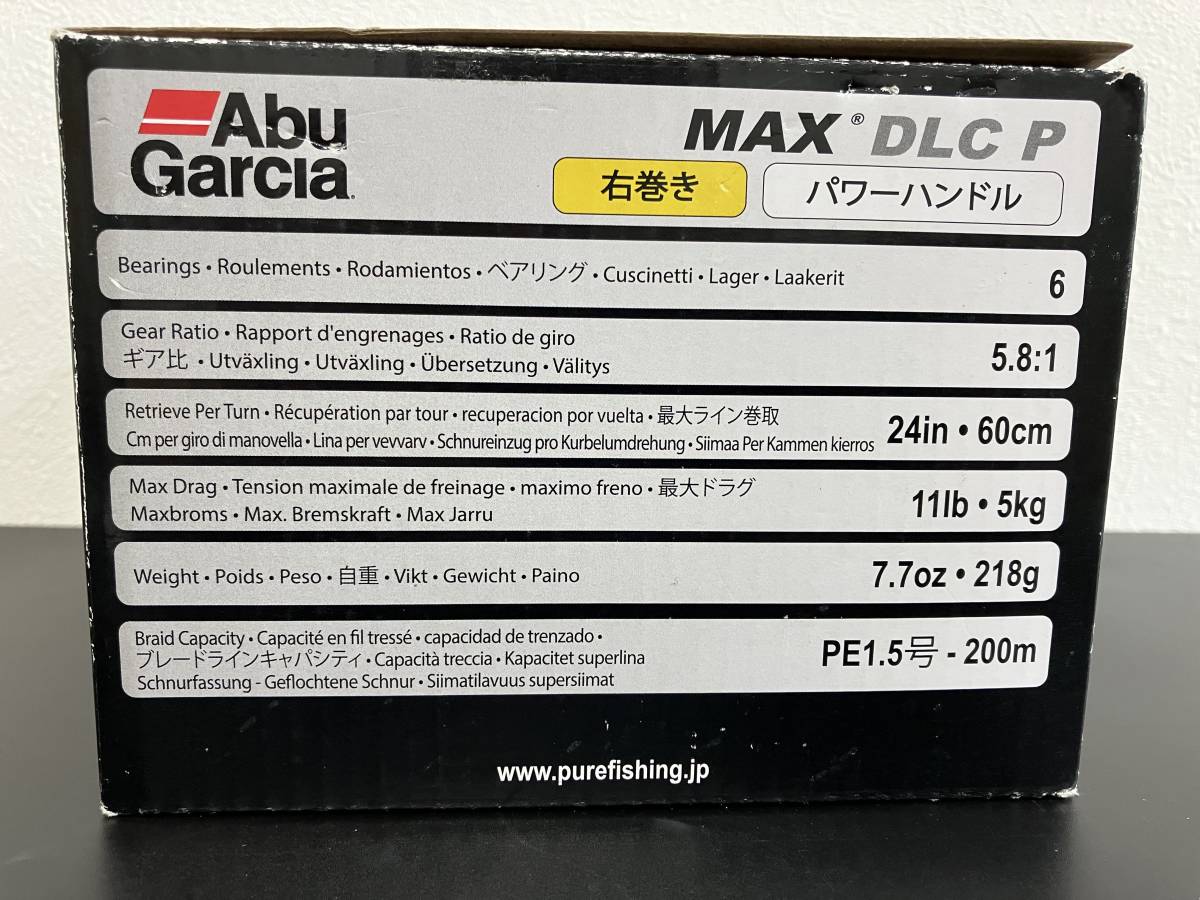 Abu
Garcia
MAX® DLC P
右巻き パワーハンドル
Bearings • Roulements • Rodamientos • ベアリング • Cuscinetti • Lager • Laakerit 6
Gear Ratio • Rapport d'engrenages • Ratio de giro
ギア比 • Utväxling • Utväxling • Übersetzung • Välitys
5.8:1
Retrieve Per Turn • Récupération par tour • recuperacion por vuelta • 最大ライン巻取
Cm per giro di manovella • Lina per vevvarv • Schnureinzug pro Kurbelumdrehung • Siimaa Per Kammen kierros
24in • 60cm
Max Drag • Tension maximale de freinage • maximo freno • 最大ドラグ
Maxbroms • Max. Bremskraft • Max Jarru
11lb • 5kg
Weight • Poids • Peso • 自重 • Vikt • Gewicht • Paino 7.7oz • 218g
Braid Capacity • Capacité en fil tressé • capacidad de trenzado •
ブレードラインキャパシティ • Capacità treccia • Kapacitet superlina
Schnurfassung - Geflochtene Schnur • Siimatilavuus supersiimat
PE1.5号 - 200m
www.purefishing.jp